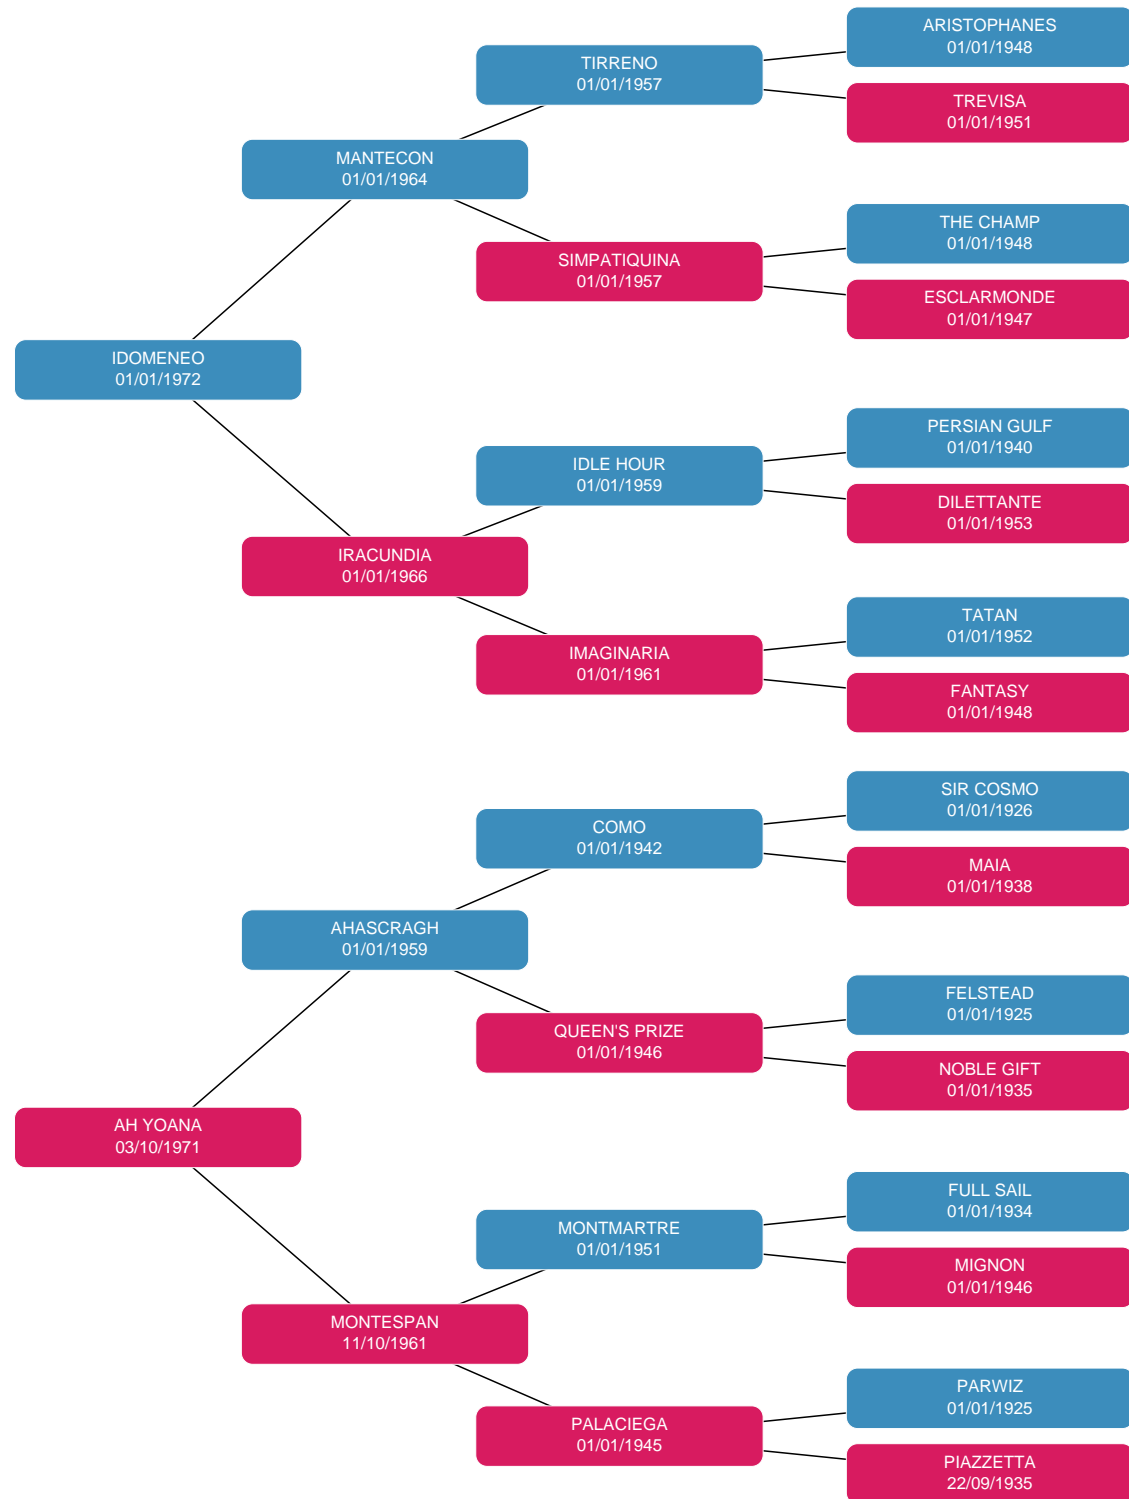 ARISTOPHANES
01/01/1948
TIRRENO
01/01/1957
TREVISA
01/01/1951
MANTECON
01/01/1964
THE CHAMP
01/01/1948
SIMPATIQUINA
01/01/1957
ESCLARMONDE
01/01/1947
IDOMENEO
01/01/1972
PERSIAN GULF
01/01/1940
IDLE HOUR
01/01/1959
DILETTANTE
01/01/1953
IRACUNDIA
01/01/1966
TATAN
01/01/1952
IMAGINARIA
01/01/1961
FANTASY
01/01/1948
SIR COSMO
01/01/1926
COMO
01/01/1942
MAIA
01/01/1938
AHASCRAGH
01/01/1959
FELSTEAD
01/01/1925
QUEEN'S PRIZE
01/01/1946
NOBLE GIFT
01/01/1935
AH YOANA
03/10/1971
FULL SAIL
01/01/1934
MONTMARTRE
01/01/1951
MIGNON
01/01/1946
MONTESPAN
11/10/1961
PARWIZ
01/01/1925
PALACIEGA
01/01/1945
PIAZZETTA
22/09/1935